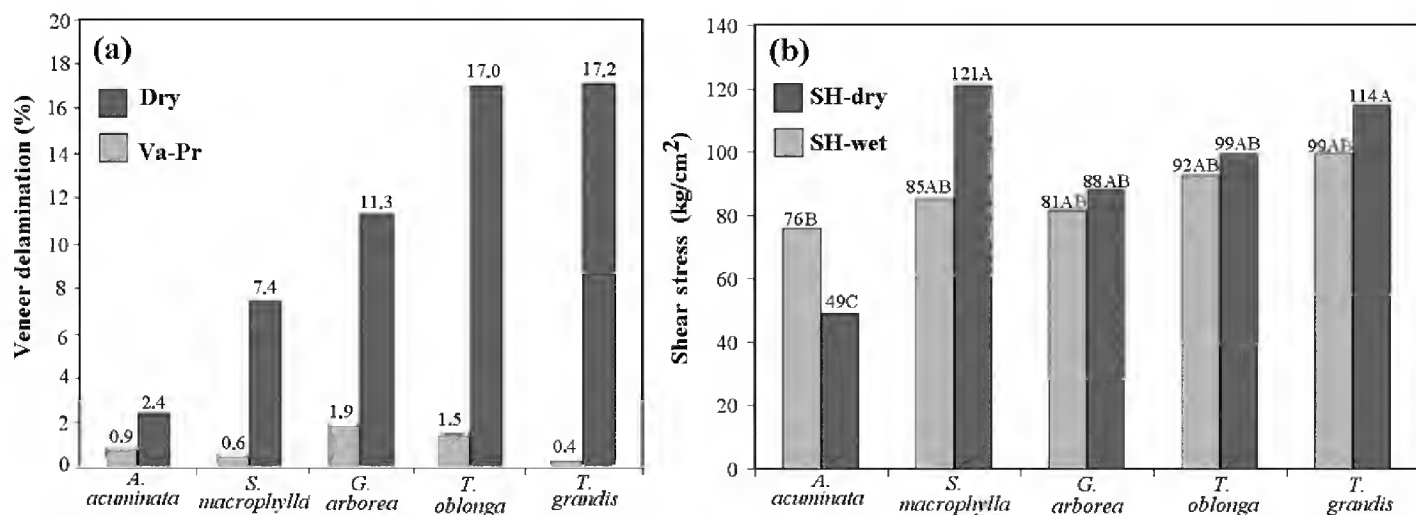 (a)
Dry
Va-Pr
Veneer delamination (%)
20
18
16
14
12
10
8
6
4
2
0
0.9
2.4
0.6
7.4
1.9
11.3
1.5
17.0
0.4
17.2
A. acuminata
S. macrophylla
G. arborea
T. oblonga
T. grandis
(b)
SH-dry
SH-wet
Shear stress (kg/cm²)
140
120
100
80
60
40
20
0
76B
49C
85AB
121A
81AB
88AB
92AB
99AB
99AB
114A
A. acuminata
S. macrophylla
G. arborea
T. oblonga
T. grandis